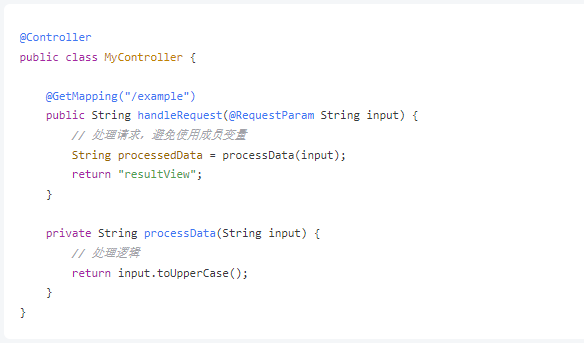 @Controller
public class MyController {
@GetMapping("/example")
public String handleRequest(@RequestParam String input) {
// 处理请求，避免使用成员变量
String processedData = processData(input);
return "resultView";
}
private String processData(String input) {
// 处理逻辑
return input.toUpperCase();
}
}